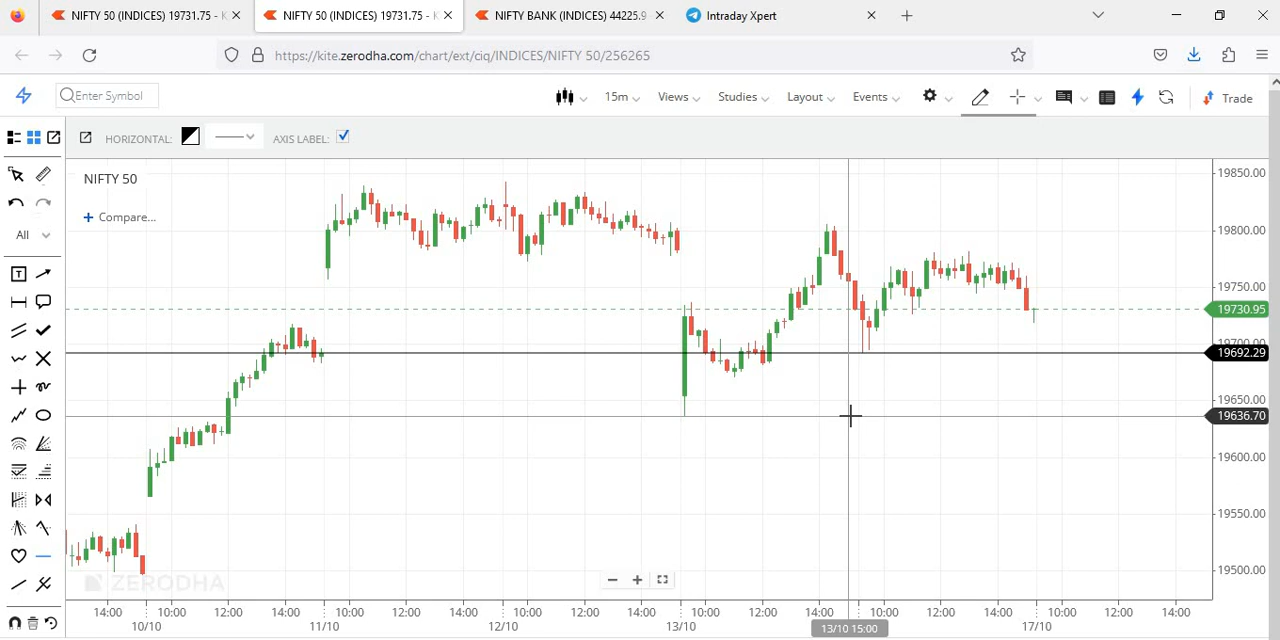 NIFTY 50 (INDICES) 19731.75 - K
NIFTY 50 (INDICES) 19731.75 - K
NIFTY BANK (INDICES) 44225.9
Intraday Xpert
https://kite.zerodha.com/chart/ext/ciq/INDICES/NIFTY 50/256265
Enter Symbol
15m
Views
Studies
Layout
Events
Trade
HORIZONTAL:
AXIS LABEL:
All
T
NIFTY 50
+ Compare...
19850.00
19800.00
19750.00
19730.95
19700.00
19692.29
19650.00
19636.70
19600.00
19550.00
19500.00
ZERODHA
14:00 10:00 12:00 14:00 10:00 12:00 14:00 10:00 12:00 14:00 10:00 12:00 14:00 10:00 12:00 14:00 10:00 12:00 14:00
10/10 11/10 12/10 13/10 13/10 15:00 17/10